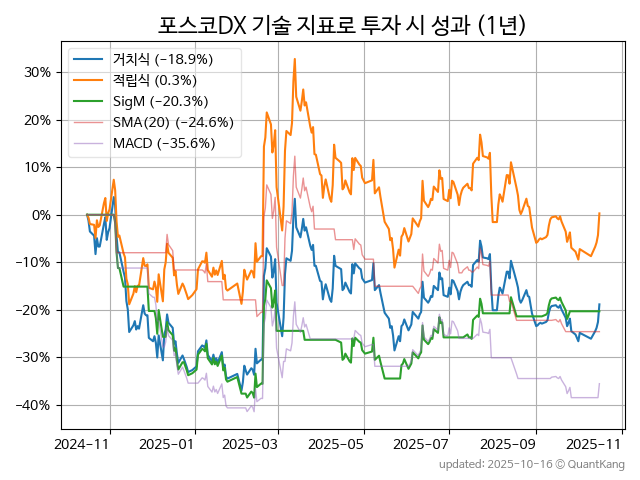 포스코DX 기술 지표로 투자 시 성과 (1년)
거치식 (−18.9%)
적립식 (0.3%)
SigM (−20.3%)
SMA(20) (−24.6%)
MACD (−35.6%)
30%
20%
10%
0%
−10%
−20%
−30%
−40%
2024-11 2025-01 2025-03 2025-05 2025-07 2025-09 2025-11
updated: 2025-10-16 © QuantKang